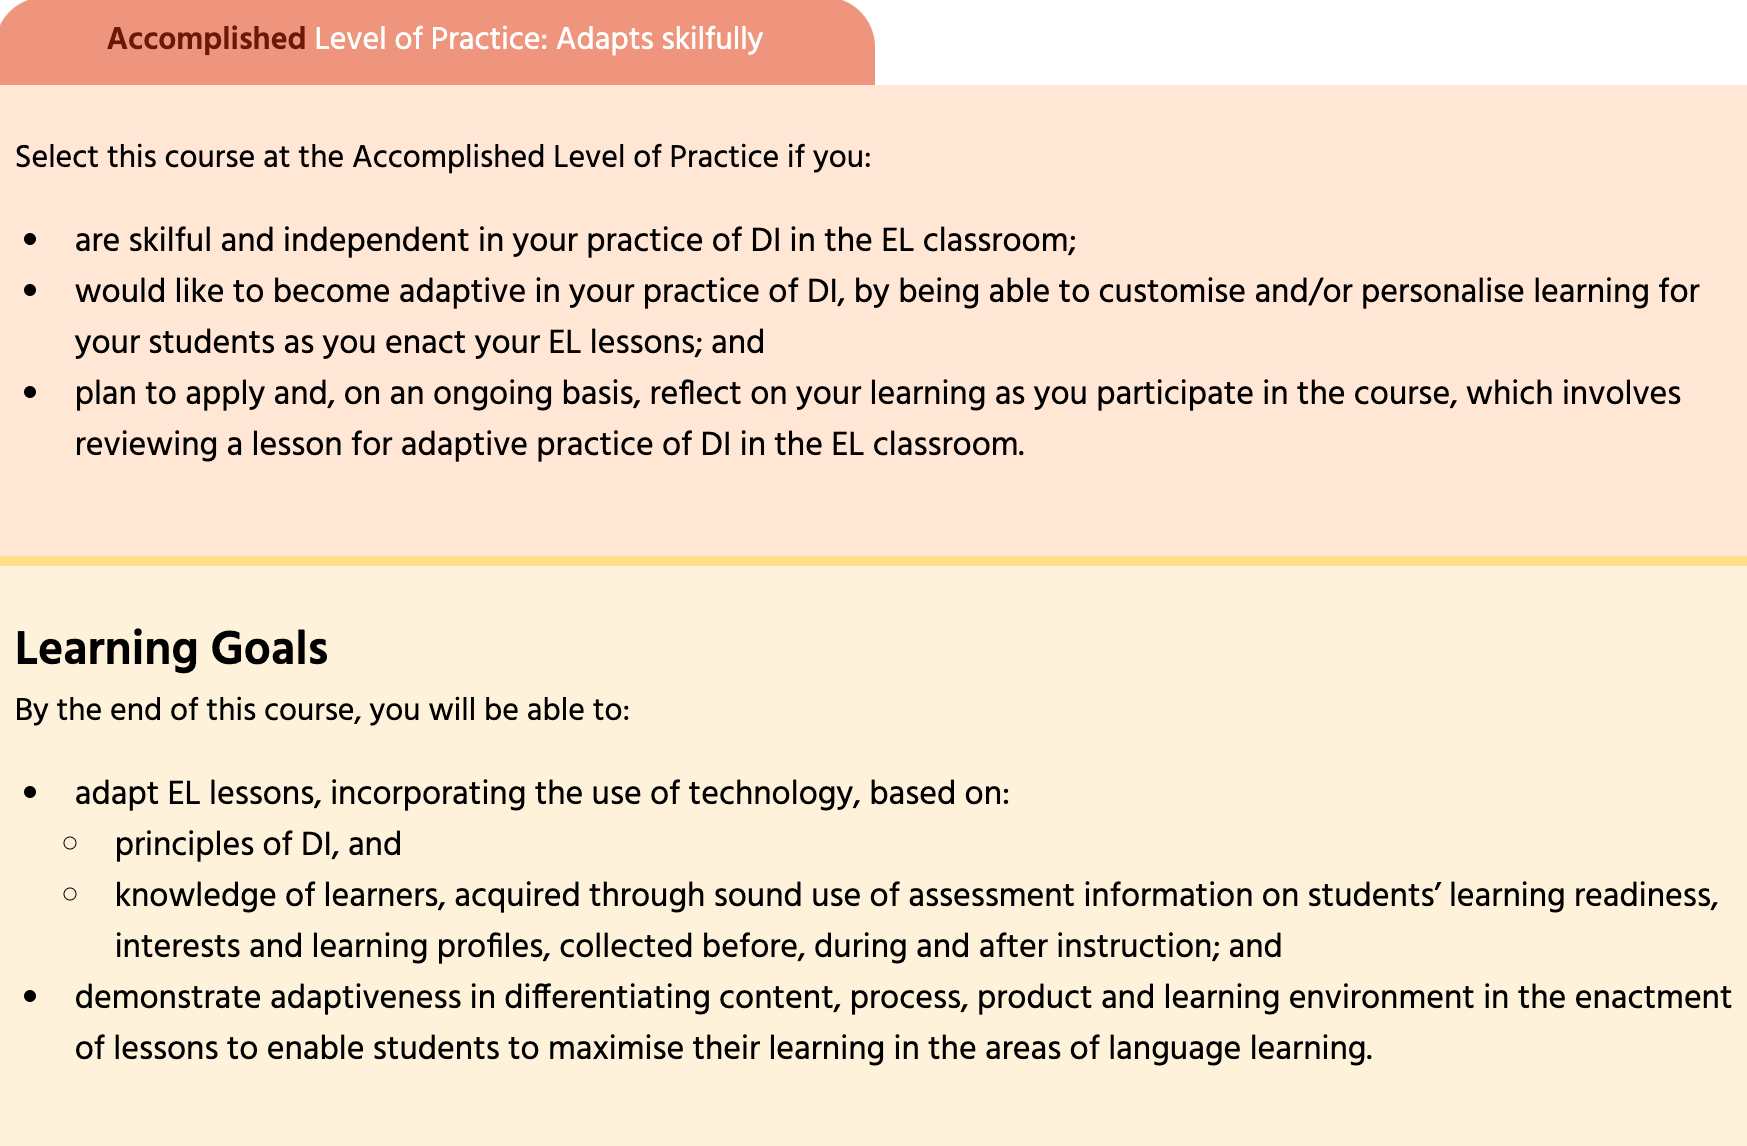 Accomplished Level of Practice: Adapts skilfully
Select this course at the Accomplished Level of Practice if you:
• are skilful and independent in your practice of DI in the EL classroom;
• would like to become adaptive in your practice of DI, by being able to customise and/or personalise learning for
your students as you enact your EL lessons; and
• plan to apply and, on an ongoing basis, reflect on your learning as you participate in the course, which involves
reviewing a lesson for adaptive practice of DI in the EL classroom.
Learning Goals
By the end of this course, you will be able to:
• adapt EL lessons, incorporating the use of technology, based on:
○ principles of DI, and
○ knowledge of learners, acquired through sound use of assessment information on students’ learning readiness,
interests and learning profiles, collected before, during and after instruction; and
• demonstrate adaptiveness in differentiating content, process, product and learning environment in the enactment
of lessons to enable students to maximise their learning in the areas of language learning.